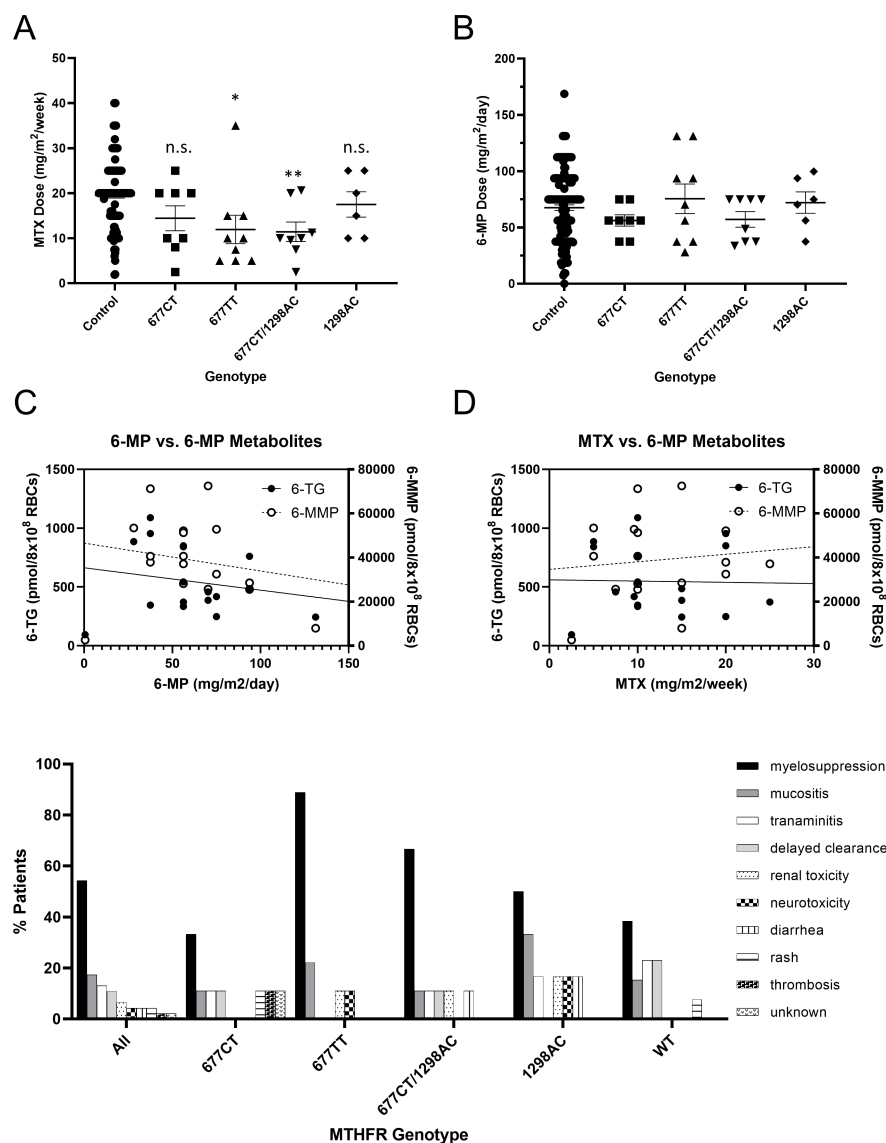 A
50
40
30
20
10
0
MTX Dose (mg/m²/week)
n.s.
*
**
n.s.
Control
677CT
677TT
677CT/1298AC
1298AC
Genotype
B
200
150
100
50
0
6-MP Dose (mg/m²/day)
Control
677CT
677TT
677CT/1298AC
1298AC
Genotype
C
6-MP vs. 6-MP Metabolites
1500
1000
500
0
6-TG (pmol/8x10⁸ RBCs)
6-TG
6-MMP
80000
60000
40000
20000
0
6-MMP (pmol/8x10⁸ RBCs)
0
50
100
150
6-MP (mg/m2/day)
D
MTX vs. 6-MP Metabolites
1500
1000
500
0
6-TG (pmol/8x10⁸ RBCs)
6-TG
6-MMP
80000
60000
40000
20000
0
6-MMP (pmol/8x10⁸ RBCs)
0
10
20
30
MTX (mg/m2/week)
100
80
60
40
20
0
% Patients
myelosuppression
mucositis
tranaminitis
delayed clearance
renal toxicity
neurotoxicity
diarrhea
rash
thrombosis
unknown
All
677CT
677TT
677CT/1298AC
1298AC
WT
MTHFR Genotype